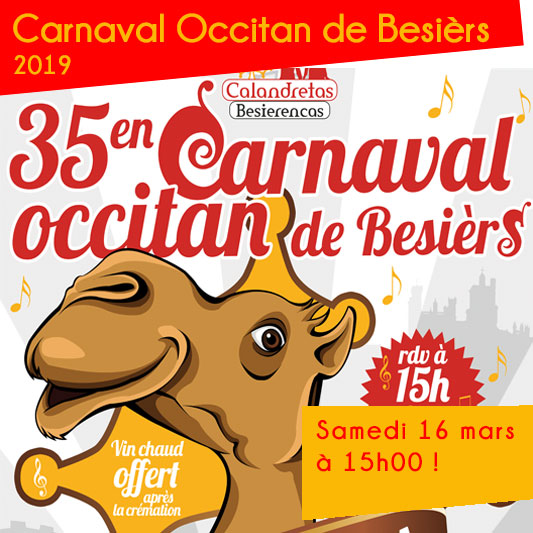 Carnaval Occitan de Besièrs
2019
Calandretas
Besierencas
35en Carnaval
occitan de Besièrs
rdv à
15h
Samedi 16 mars
à 15h00 !
Vin chaud
offert
après
la crémation